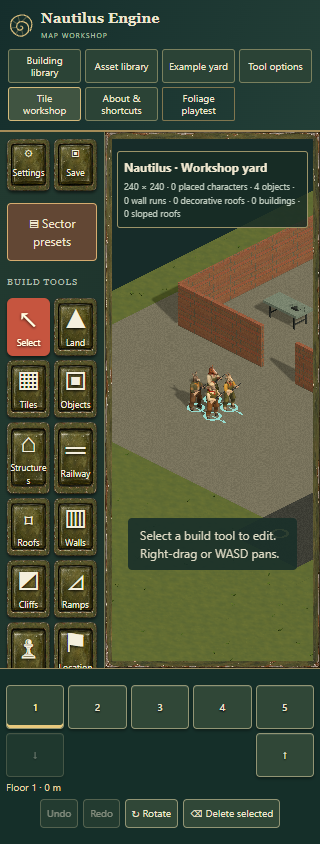 Nautilus Engine
MAP WORKSHOP
Building library
Asset library
Example yard
Tool options
Tile workshop
About & shortcuts
Foliage playtest
Settings
Save
Sector presets
BUILD TOOLS
Select
Land
Tiles
Objects
Structures
Railway
Roofs
Walls
Cliffs
Ramps
Location
Nautilus · Workshop yard
240 × 240 · 0 placed characters · 4 objects ·
0 wall runs · 0 decorative roofs · 0 buildings ·
0 sloped roofs
Select a build tool to edit.
Right-drag or WASD pans.
1
2
3
4
5
↓
↑
Floor 1 · 0 m
Undo
Redo
↻ Rotate
⌫ Delete selected